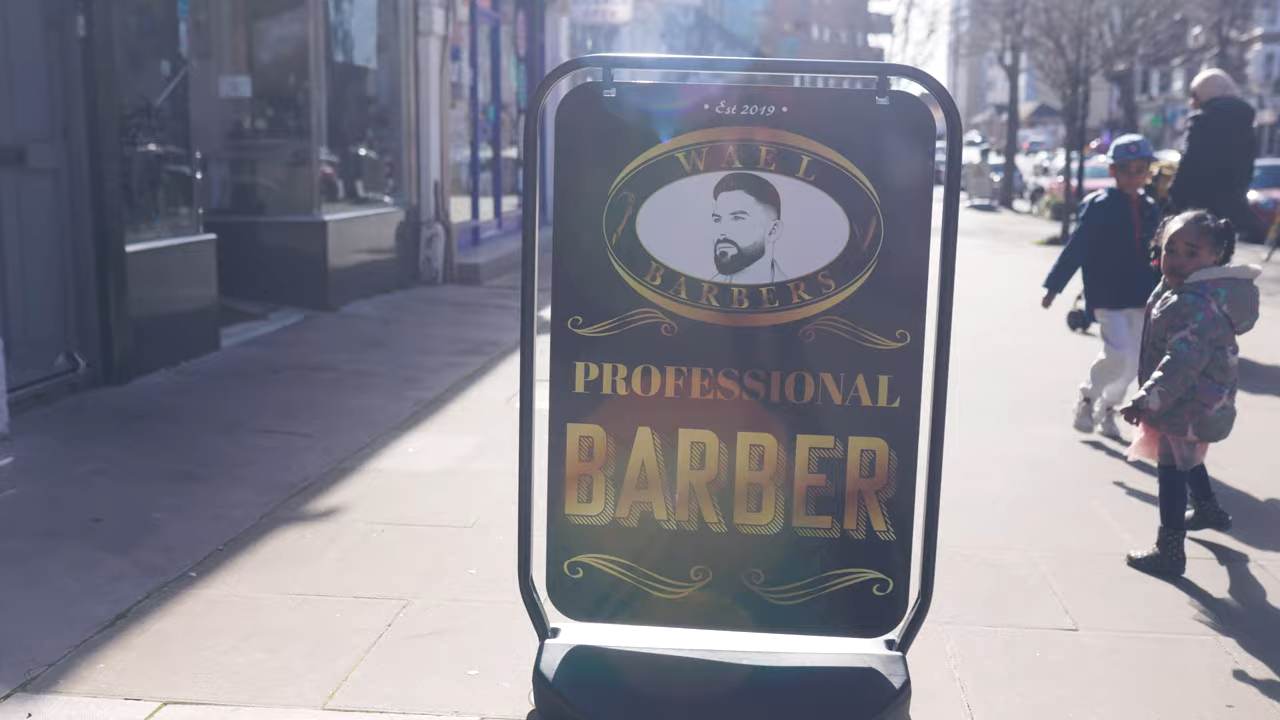 • Est 2019 •
WAEL
BARBERS
PROFESSIONAL
BARBER